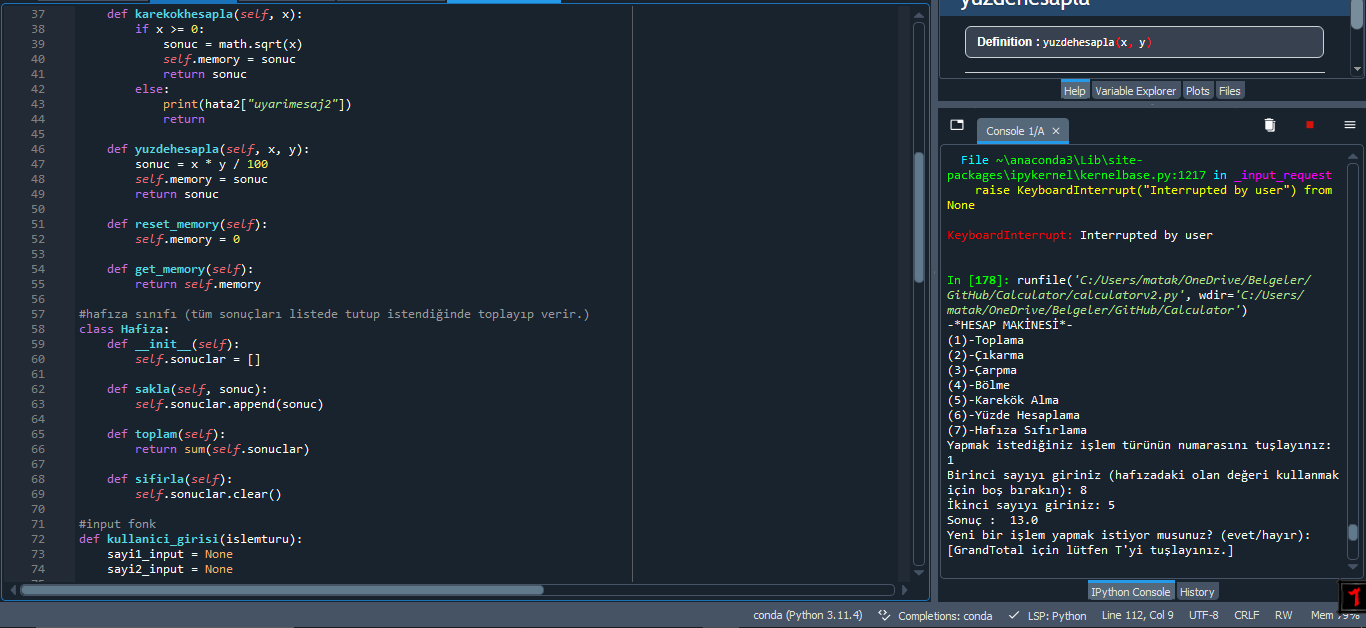 37    def karekokhesapla(self, x):
38        if x >= 0:
39            sonuc = math.sqrt(x)
40            self.memory = sonuc
41            return sonuc
42        else:
43            print(hata2["uyarimesaj2"])
44            return
45
46    def yuzdehesapla(self, x, y):
47        sonuc = x * y / 100
48        self.memory = sonuc
49        return sonuc
50
51    def reset_memory(self):
52        self.memory = 0
53
54    def get_memory(self):
55        return self.memory
56
57 #hafıza sınıfı (tüm sonuçları listede tutup istendiğinde toplayıp verir.)
58 class Hafiza:
59    def __init__(self):
60        self.sonuclar = []
61
62    def sakla(self, sonuc):
63        self.sonuclar.append(sonuc)
64
65    def toplam(self):
66        return sum(self.sonuclar)
67
68    def sifirla(self):
69        self.sonuclar.clear()
70
71 #input fonk
72 def kullanici_girisi(islemturu):
73    sayi1_input = None
74    sayi2_input = None
yuzdehesapla
Definition : yuzdehesapla(x, y)
Help Variable Explorer Plots Files
Console 1/A ×
File ~\anaconda3\Lib\site-
packages\ipykernel\kernelbase.py:1217 in _input_request
raise KeyboardInterrupt("Interrupted by user") from
None
KeyboardInterrupt: Interrupted by user
In [178]: runfile('C:/Users/matak/OneDrive/Belgeler/
GitHub/Calculator/calculatorv2.py', wdir='C:/Users/
matak/OneDrive/Belgeler/GitHub/Calculator')
-*HESAP MAKİNESİ*-
(1)-Toplama
(2)-Çıkarma
(3)-Çarpma
(4)-Bölme
(5)-Karekök Alma
(6)-Yüzde Hesaplama
(7)-Hafıza Sıfırlama
Yapmak istediğiniz işlem türünün numarasını tuşlayınız:
1
Birinci sayıyı giriniz (hafızadaki olan değeri kullanmak
için boş bırakın): 8
İkinci sayıyı giriniz: 5
Sonuç :  13.0
Yeni bir işlem yapmak istiyor musunuz? (evet/hayır):
[GrandTotal için lütfen T'yi tuşlayınız.]
IPython Console History
conda (Python 3.11.4) Completions: conda LSP: Python Line 112, Col 9 UTF-8 CRLF RW Mem